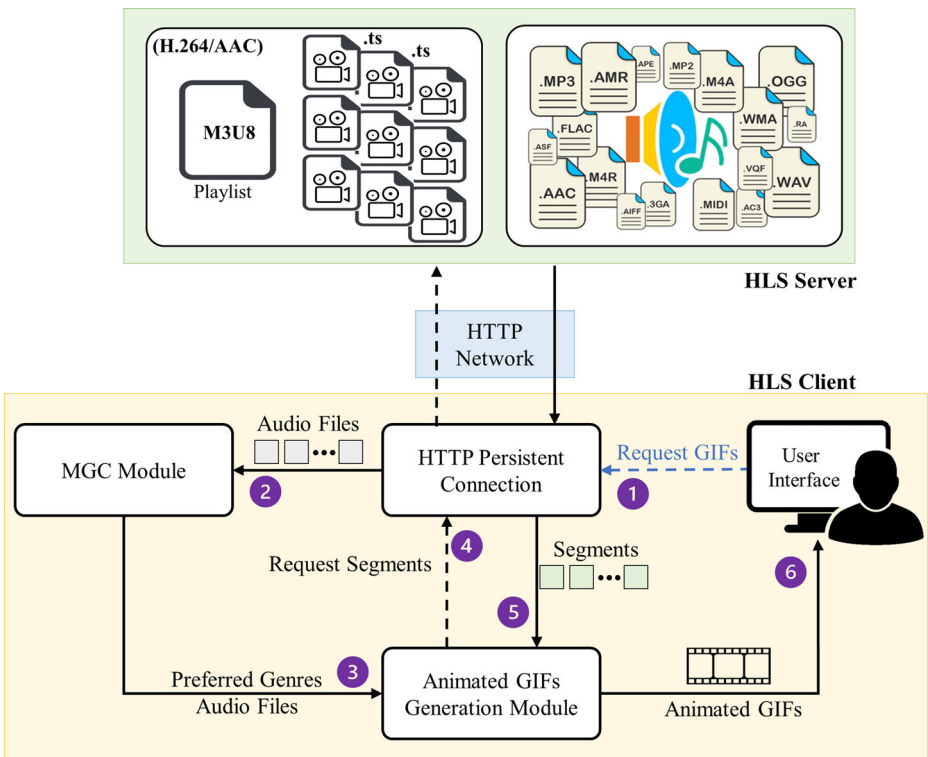 (H.264/AAC)
.ts
.ts
M3U8
Playlist
.MP3
.AMR
.APE
.MP2
.M4A
.OGG
.FLAC
.WMA
.RA
.ASF
.M4R
.VQF
.WAV
.AAC
.AIFF
.3GA
.MIDI
.AC3
HLS Server
HTTP
Network
HLS Client
Audio Files
MGC Module
HTTP Persistent
Connection
Request GIFs
User
Interface
2
1
4
Request Segments
Segments
6
5
3
Preferred Genres
Audio Files
Animated GIFs
Generation Module
Animated GIFs